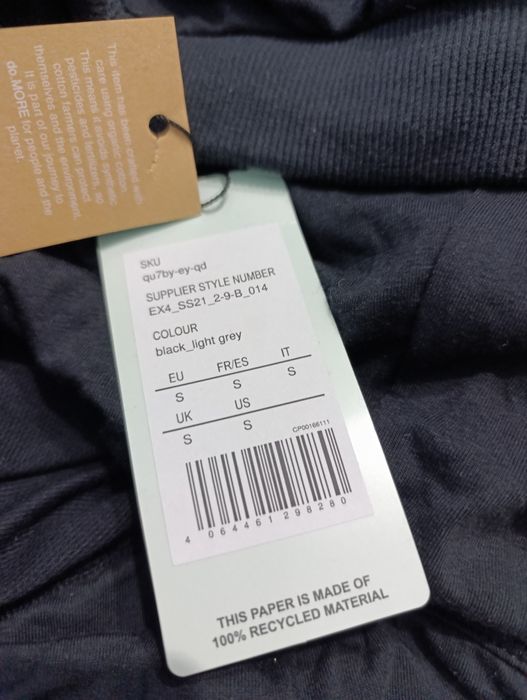 This item has been crafted with
care using organic cotton.
This means it avoids synthetic
pesticides and fertilizers, so
cotton farmers can protect
themselves and the environment.
It is part of our journey to
do.MORE for people and the
planet.
SKU
qu7by-ey-qd
SUPPLIER STYLE NUMBER
EX4_SS21_2-9-B_014
COLOUR
black_light grey
EU FR/ES IT
S S S
UK US
S S
CP00166111
4 064461 298280
THIS PAPER IS MADE OF
100% RECYCLED MATERIAL